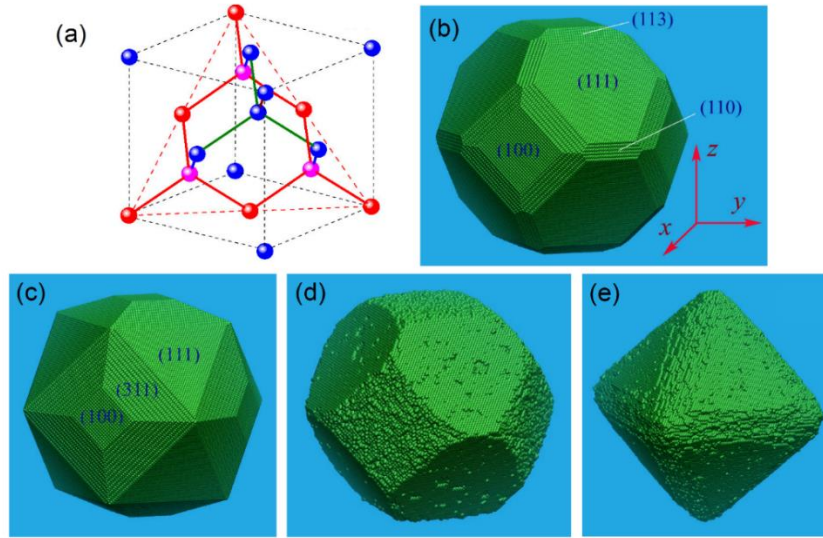 (a)
(b)
(113)
(111)
(110)
(100)
z
y
x
(c)
(111)
(311)
(100)
(d)
(e)